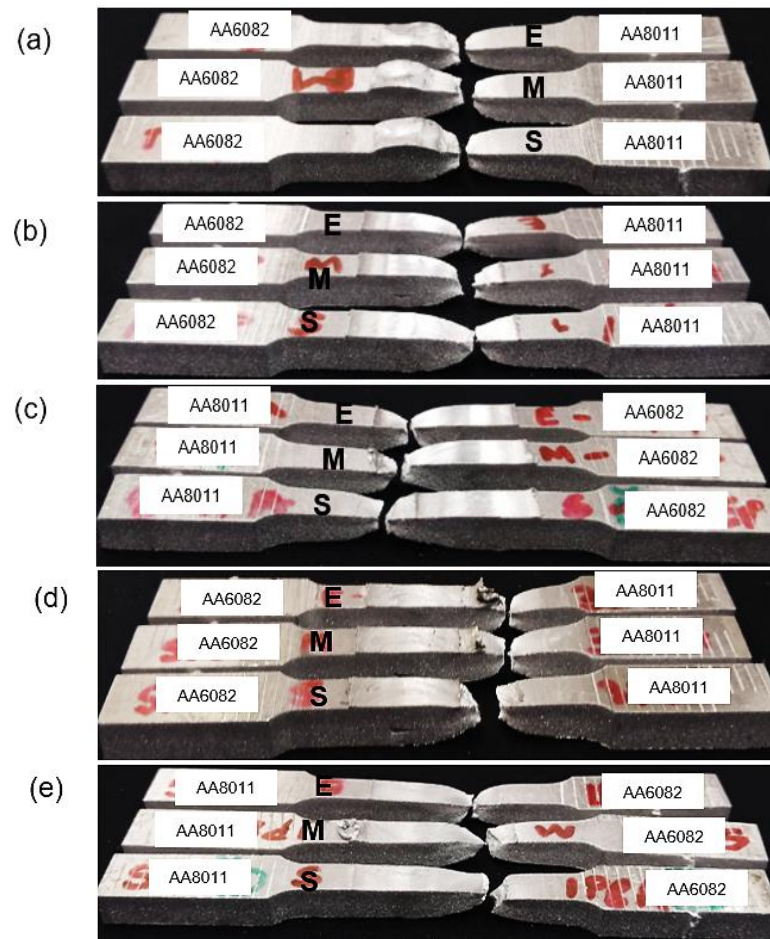 (a)
AA6082 E AA8011
AA6082 M AA8011
AA6082 S AA8011
(b)
AA6082 E AA8011
AA6082 M AA8011
AA6082 S AA8011
(c)
AA8011 E E AA6082
AA8011 M M AA6082
AA8011 S AA6082
(d)
AA6082 E AA8011
AA6082 M AA8011
AA6082 S AA8011
(e)
AA8011 E AA6082
AA8011 M AA6082
AA8011 S AA6082